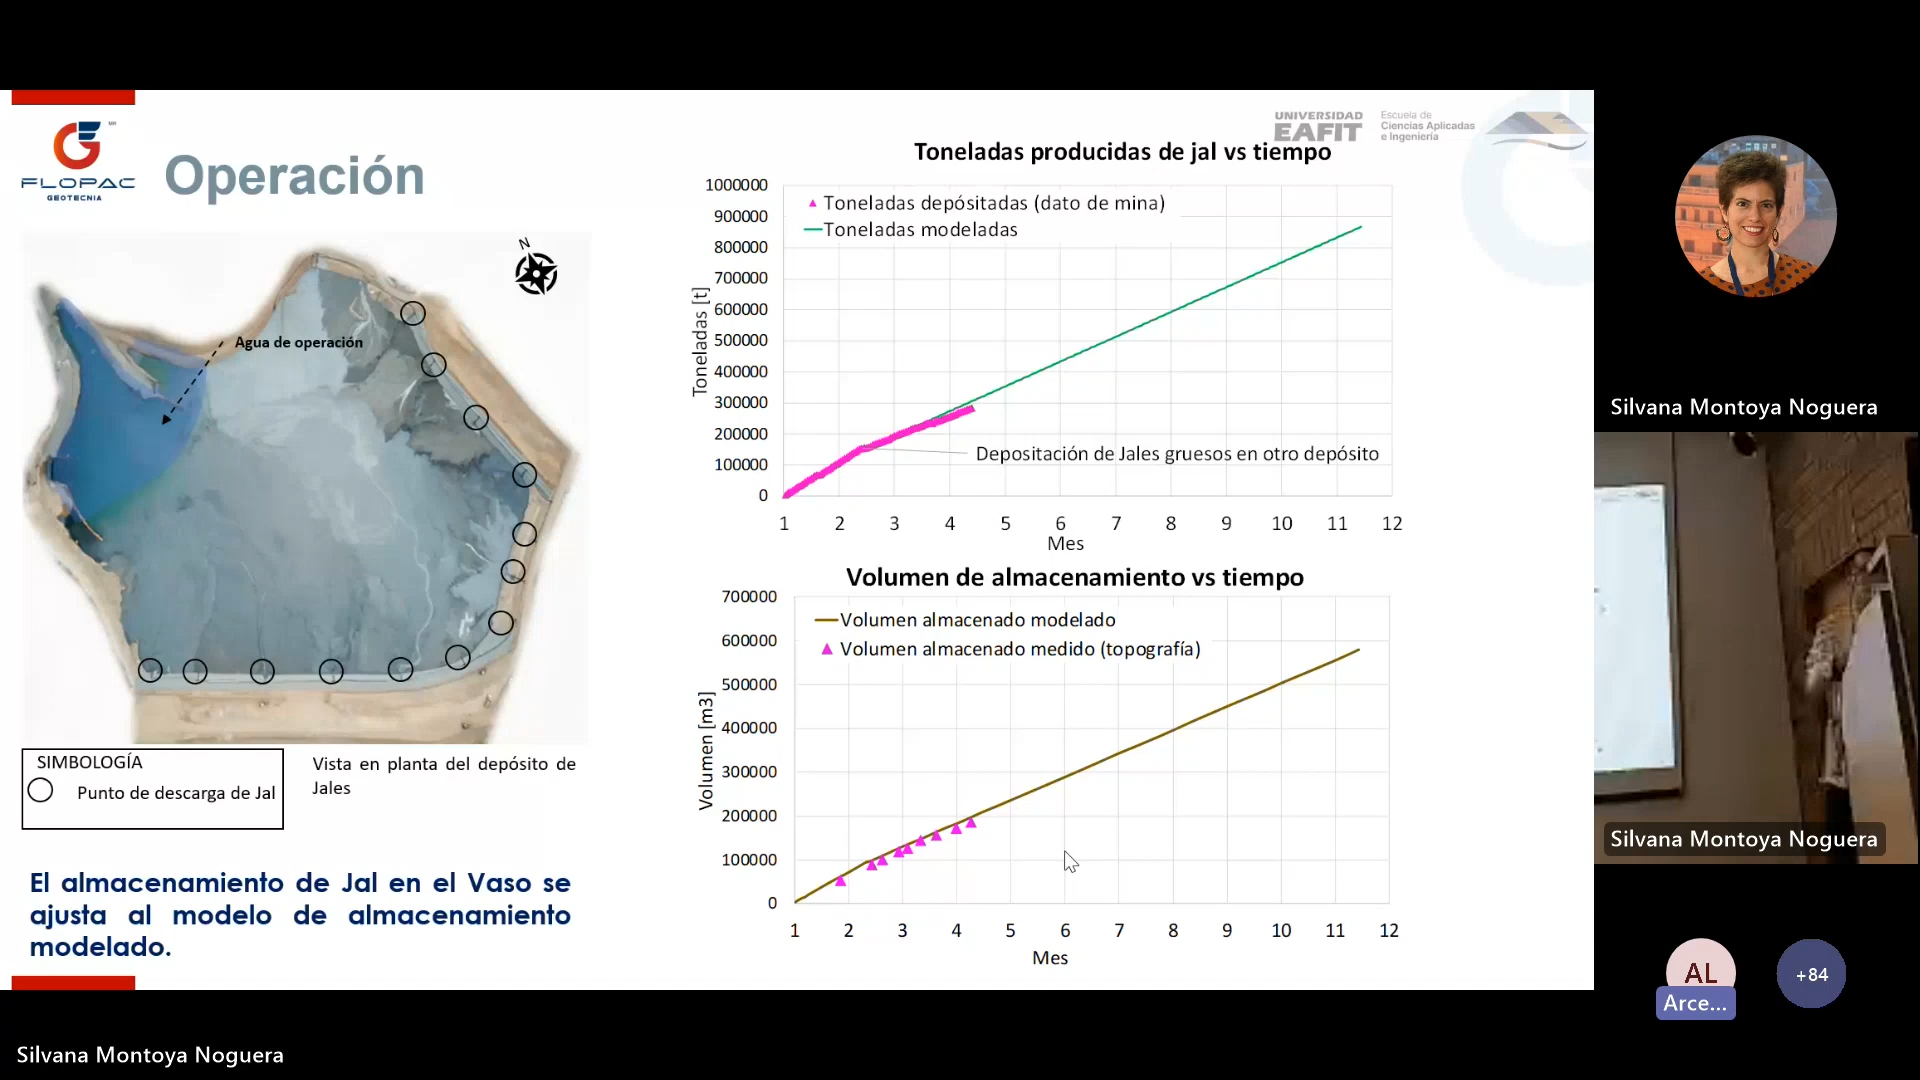 FLOPAC
GEOTECNIA
MR
Operación
N
Agua de operación
SIMBOLOGÍA
Punto de descarga de Jal
Vista en planta del depósito de
Jales
El almacenamiento de Jal en el Vaso se
ajusta al modelo de almacenamiento
modelado.
UNIVERSIDAD
EAFIT
Escuela de
Ciencias Aplicadas
e Ingeniería
Toneladas producidas de jal vs tiempo
Toneladas [t]
1000000
900000
800000
700000
600000
500000
400000
300000
200000
100000
0
Toneladas depósitadas (dato de mina)
Toneladas modeladas
Depositación de Jales gruesos en otro depósito
1 2 3 4 5 6 7 8 9 10 11 12
Mes
Volumen de almacenamiento vs tiempo
Volumen [m3]
700000
600000
500000
400000
300000
200000
100000
0
Volumen almacenado modelado
Volumen almacenado medido (topografía)
1 2 3 4 5 6 7 8 9 10 11 12
Mes
Silvana Montoya Noguera
Silvana Montoya Noguera
AL
Arce...
+84
Silvana Montoya Noguera